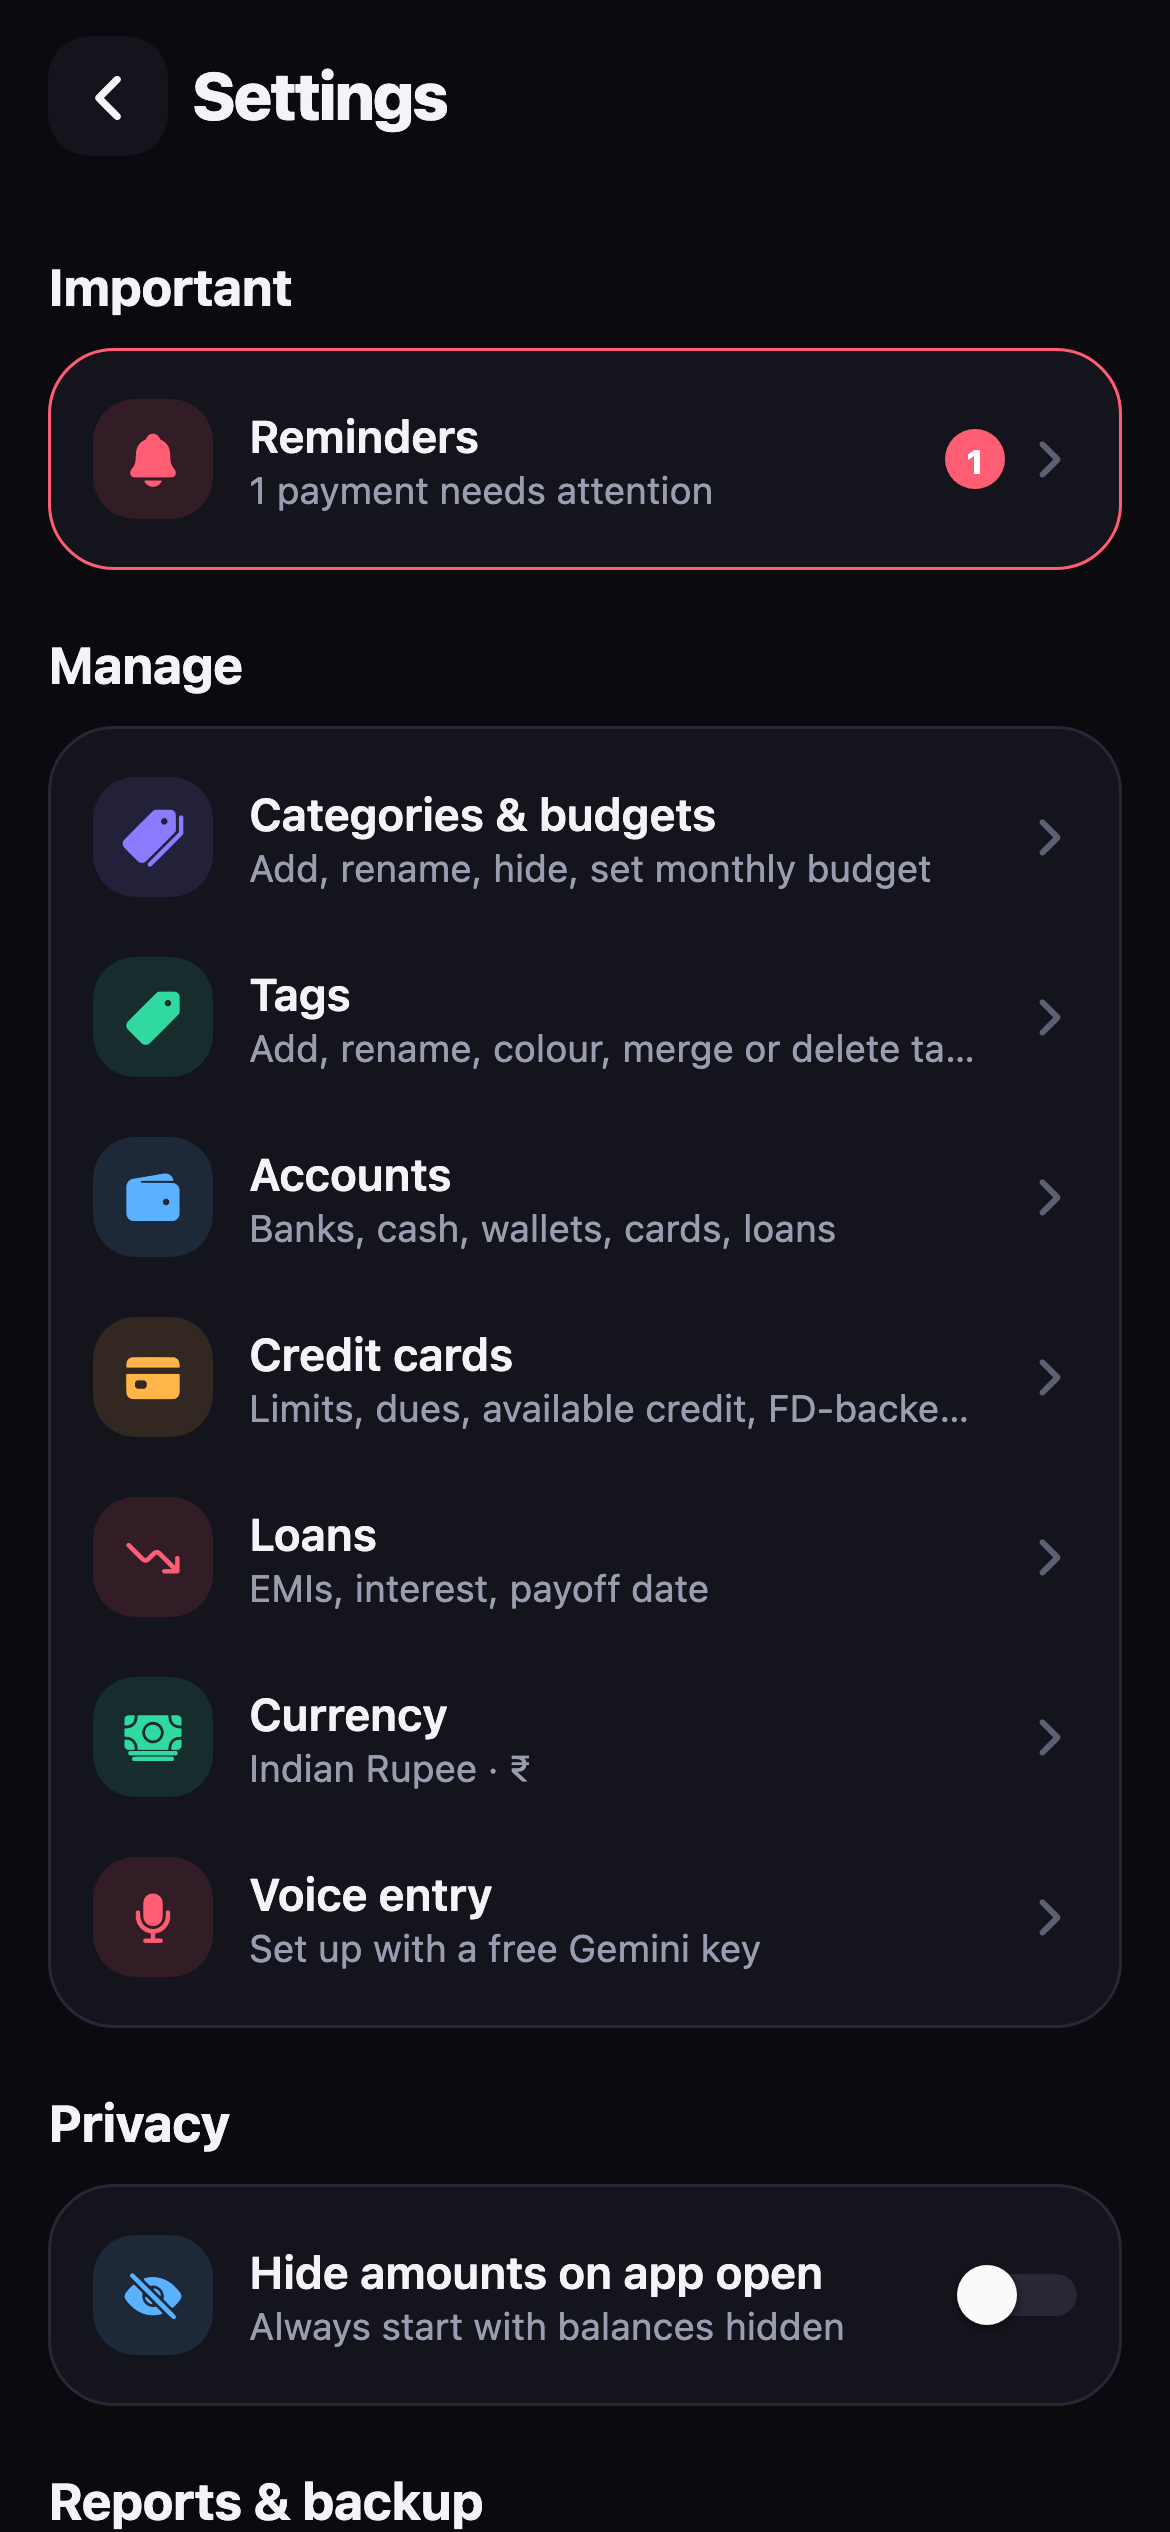 Settings
Important
Reminders
1 payment needs attention
1
Manage
Categories & budgets
Add, rename, hide, set monthly budget
Tags
Add, rename, colour, merge or delete ta...
Accounts
Banks, cash, wallets, cards, loans
Credit cards
Limits, dues, available credit, FD-backe...
Loans
EMIs, interest, payoff date
Currency
Indian Rupee · ₹
Voice entry
Set up with a free Gemini key
Privacy
Hide amounts on app open
Always start with balances hidden
Reports & backup